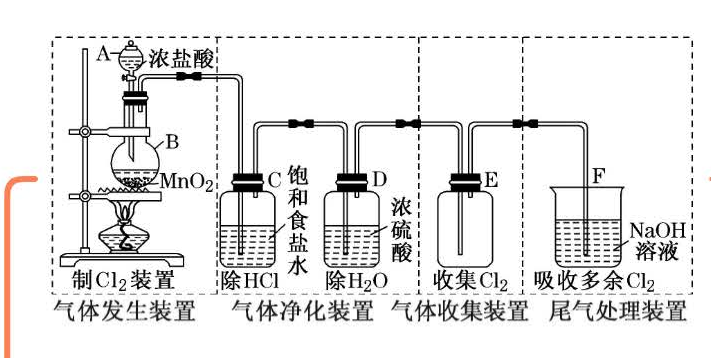 A
浓盐酸
B
MnO₂
C
饱和食盐水
D
浓硫酸
E
F
NaOH
溶液
制Cl₂装置
除HCl
除H₂O
收集Cl₂
吸收多余Cl₂
气体发生装置
气体净化装置
气体收集装置
尾气处理装置